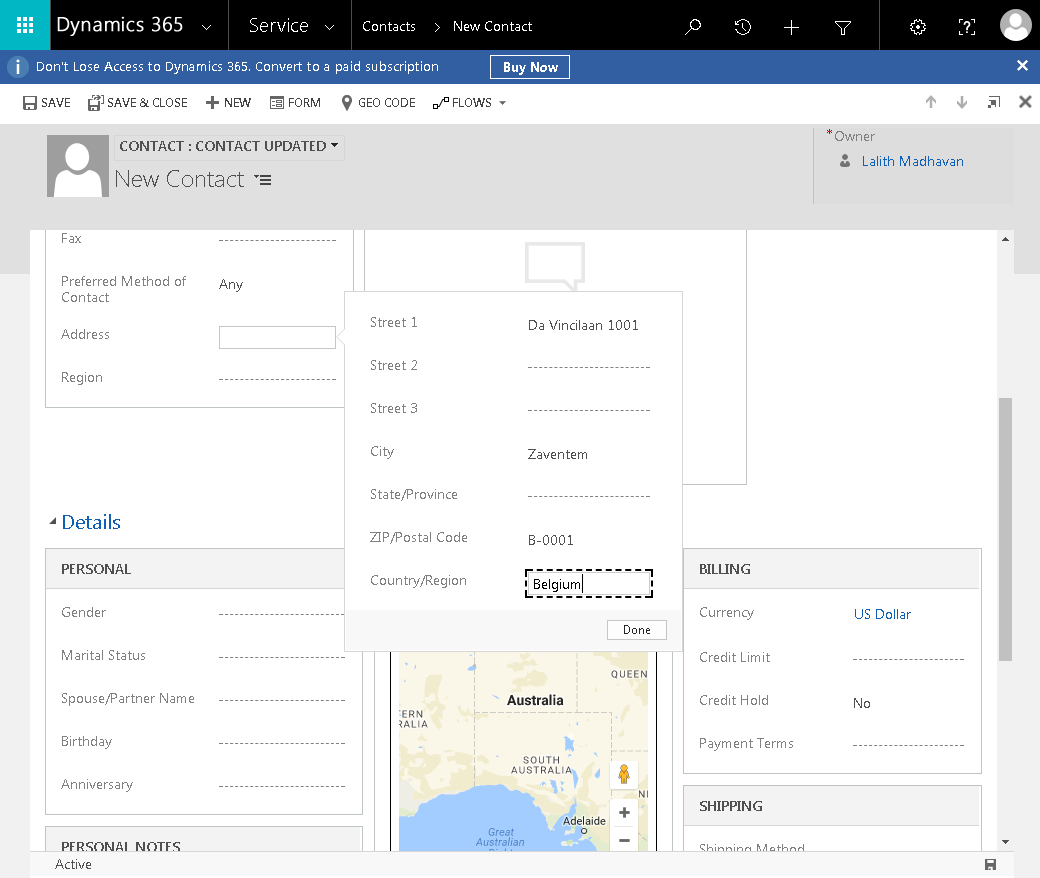 Dynamics 365
Service
Contacts > New Contact
Don't Lose Access to Dynamics 365. Convert to a paid subscription
Buy Now
SAVE
SAVE & CLOSE
NEW
FORM
GEO CODE
FLOWS
CONTACT : CONTACT UPDATED
New Contact
*Owner
Lalith Madhavan
Fax
Preferred Method of
Contact
Any
Address
Region
Street 1
Da Vincilaan 1001
Street 2
Street 3
City
Zaventem
State/Province
ZIP/Postal Code
B-0001
Country/Region
Belgium
Done
Details
PERSONAL
Gender
Marital Status
Spouse/Partner Name
Birthday
Anniversary
PERSONAL NOTES
QUEEN
Australia
ERN
RALIA
SOUTH
AUSTRALIA
Adelaide
Great
Australian
BILLING
Currency
US Dollar
Credit Limit
Credit Hold
No
Payment Terms
SHIPPING
Shipping Method
Active